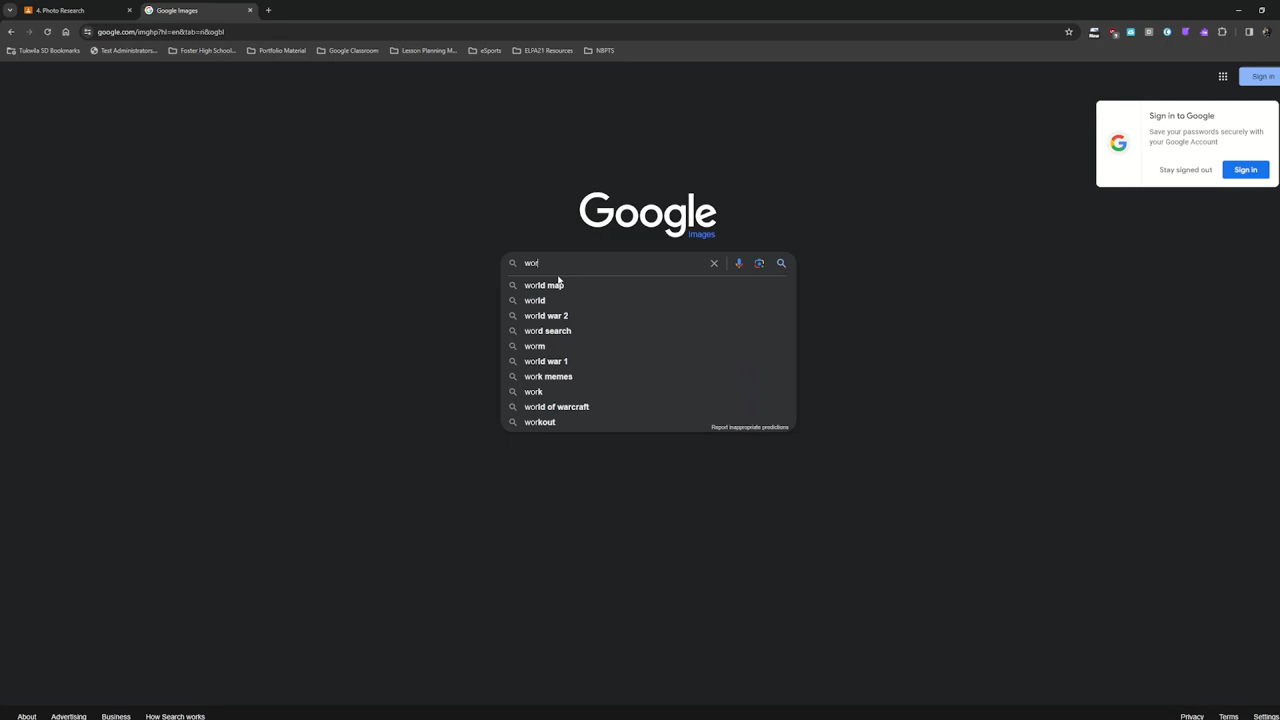 4. Photo Research
Google Images
google.com/imghp?hl=en&tab=ri&ogbl
Tukwila SD Bookmarks
Test Administrators...
Foster High School...
Portfolio Material
Google Classroom
Lesson Planning M...
eSports
ELPA21 Resources
NBPTS
Sign in
Sign in to Google
Save your passwords securely with
your Google Account
Stay signed out
Sign in
Google
images
wor
world map
world
world war 2
word search
worm
world war 1
work memes
work
world of warcraft
workout
Report inappropriate predictions
About
Advertising
Business
How Search works
Privacy
Terms
Settings